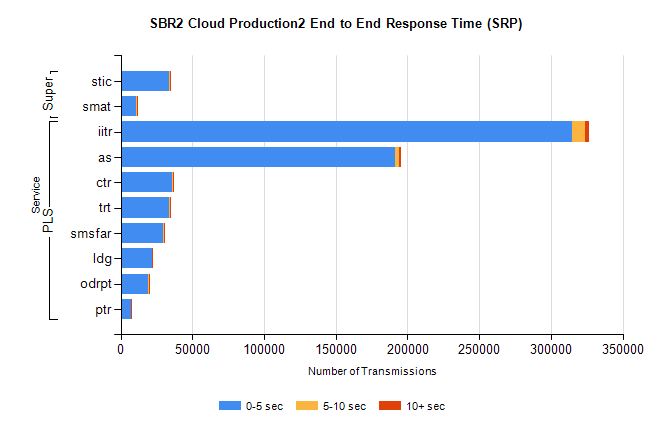 SBR2 Cloud Production2 End to End Response Time (SRP)
Super
stic
smat
Service
PLS
iitr
as
ctr
trt
smsfar
ldg
odrpt
ptr
0 50000 100000 150000 200000 250000 300000 350000
Number of Transmissions
0-5 sec 5-10 sec 10+ sec